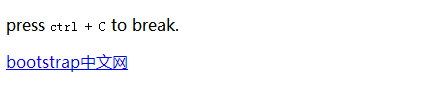 press ctrl + C to break.
bootstrap中文网